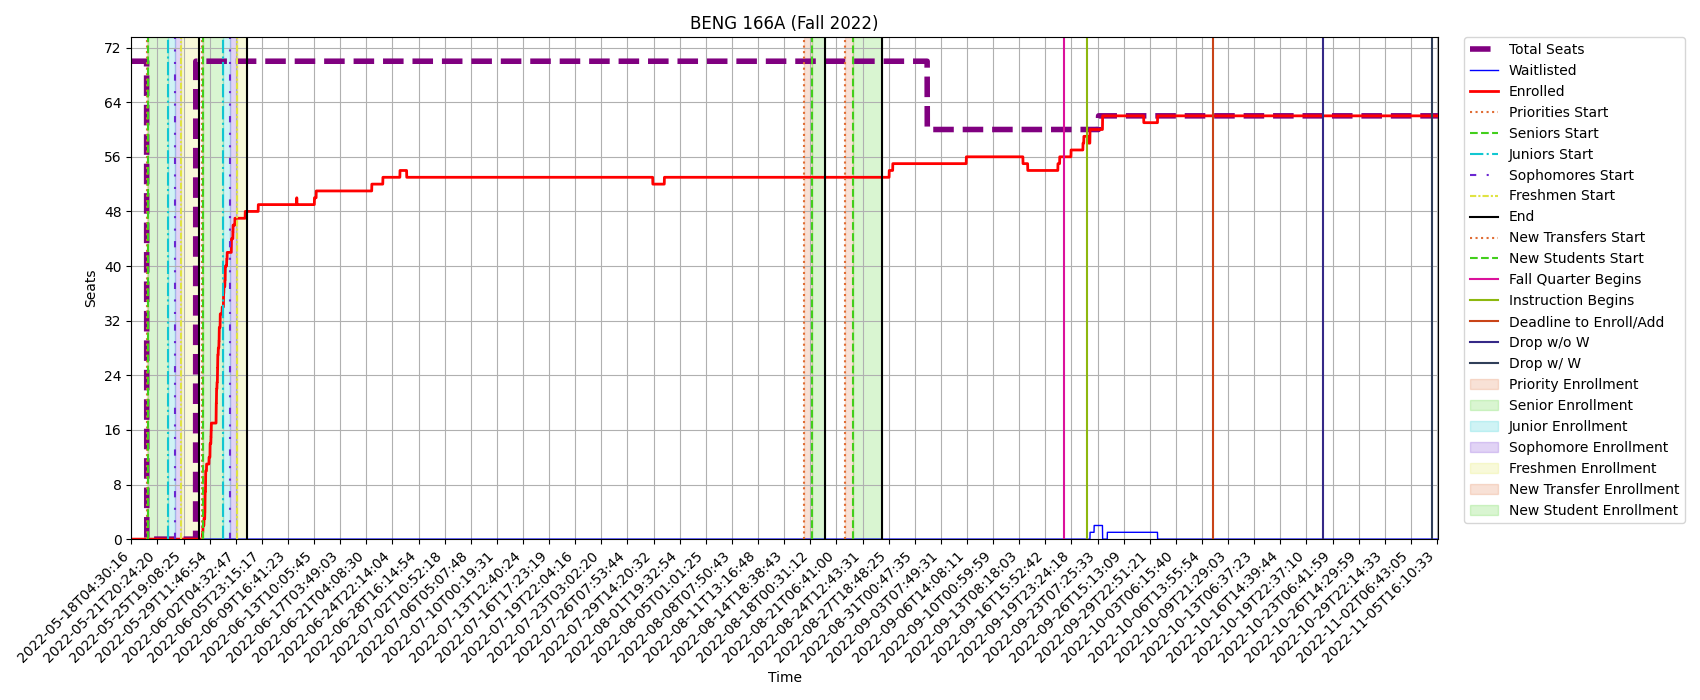 BENG 166A (Fall 2022)
Seats
72
64
56
48
40
32
24
16
8
0
2022-05-18T04:30:16
2022-05-21T20:24:20
2022-05-25T19:08:25
2022-05-29T11:46:54
2022-06-02T04:32:47
2022-06-05T23:15:17
2022-06-09T16:41:23
2022-06-13T10:05:45
2022-06-17T03:49:03
2022-06-21T04:08:30
2022-06-24T22:14:04
2022-06-28T16:14:54
2022-07-02T10:52:18
2022-07-06T05:07:48
2022-07-10T00:19:31
2022-07-13T12:40:24
2022-07-16T17:23:19
2022-07-19T22:04:16
2022-07-23T03:02:20
2022-07-26T07:53:44
2022-07-29T14:20:32
2022-08-01T19:32:54
2022-08-05T01:01:25
2022-08-08T07:50:43
2022-08-11T13:16:48
2022-08-14T18:38:43
2022-08-18T00:31:12
2022-08-21T06:41:00
2022-08-24T12:43:31
2022-08-27T18:48:25
2022-08-31T00:47:35
2022-09-03T07:49:31
2022-09-06T14:08:11
2022-09-10T00:59:59
2022-09-13T08:18:03
2022-09-16T15:52:42
2022-09-19T23:24:18
2022-09-23T07:25:33
2022-09-26T15:13:09
2022-09-29T22:51:21
2022-10-03T06:15:40
2022-10-06T13:55:54
2022-10-09T21:29:03
2022-10-13T06:37:23
2022-10-16T14:39:44
2022-10-19T22:37:10
2022-10-23T06:41:59
2022-10-26T14:29:59
2022-10-29T22:14:33
2022-11-02T06:43:05
2022-11-05T16:10:33
Time
Total Seats
Waitlisted
Enrolled
Priorities Start
Seniors Start
Juniors Start
Sophomores Start
Freshmen Start
End
New Transfers Start
New Students Start
Fall Quarter Begins
Instruction Begins
Deadline to Enroll/Add
Drop w/o W
Drop w/ W
Priority Enrollment
Senior Enrollment
Junior Enrollment
Sophomore Enrollment
Freshmen Enrollment
New Transfer Enrollment
New Student Enrollment